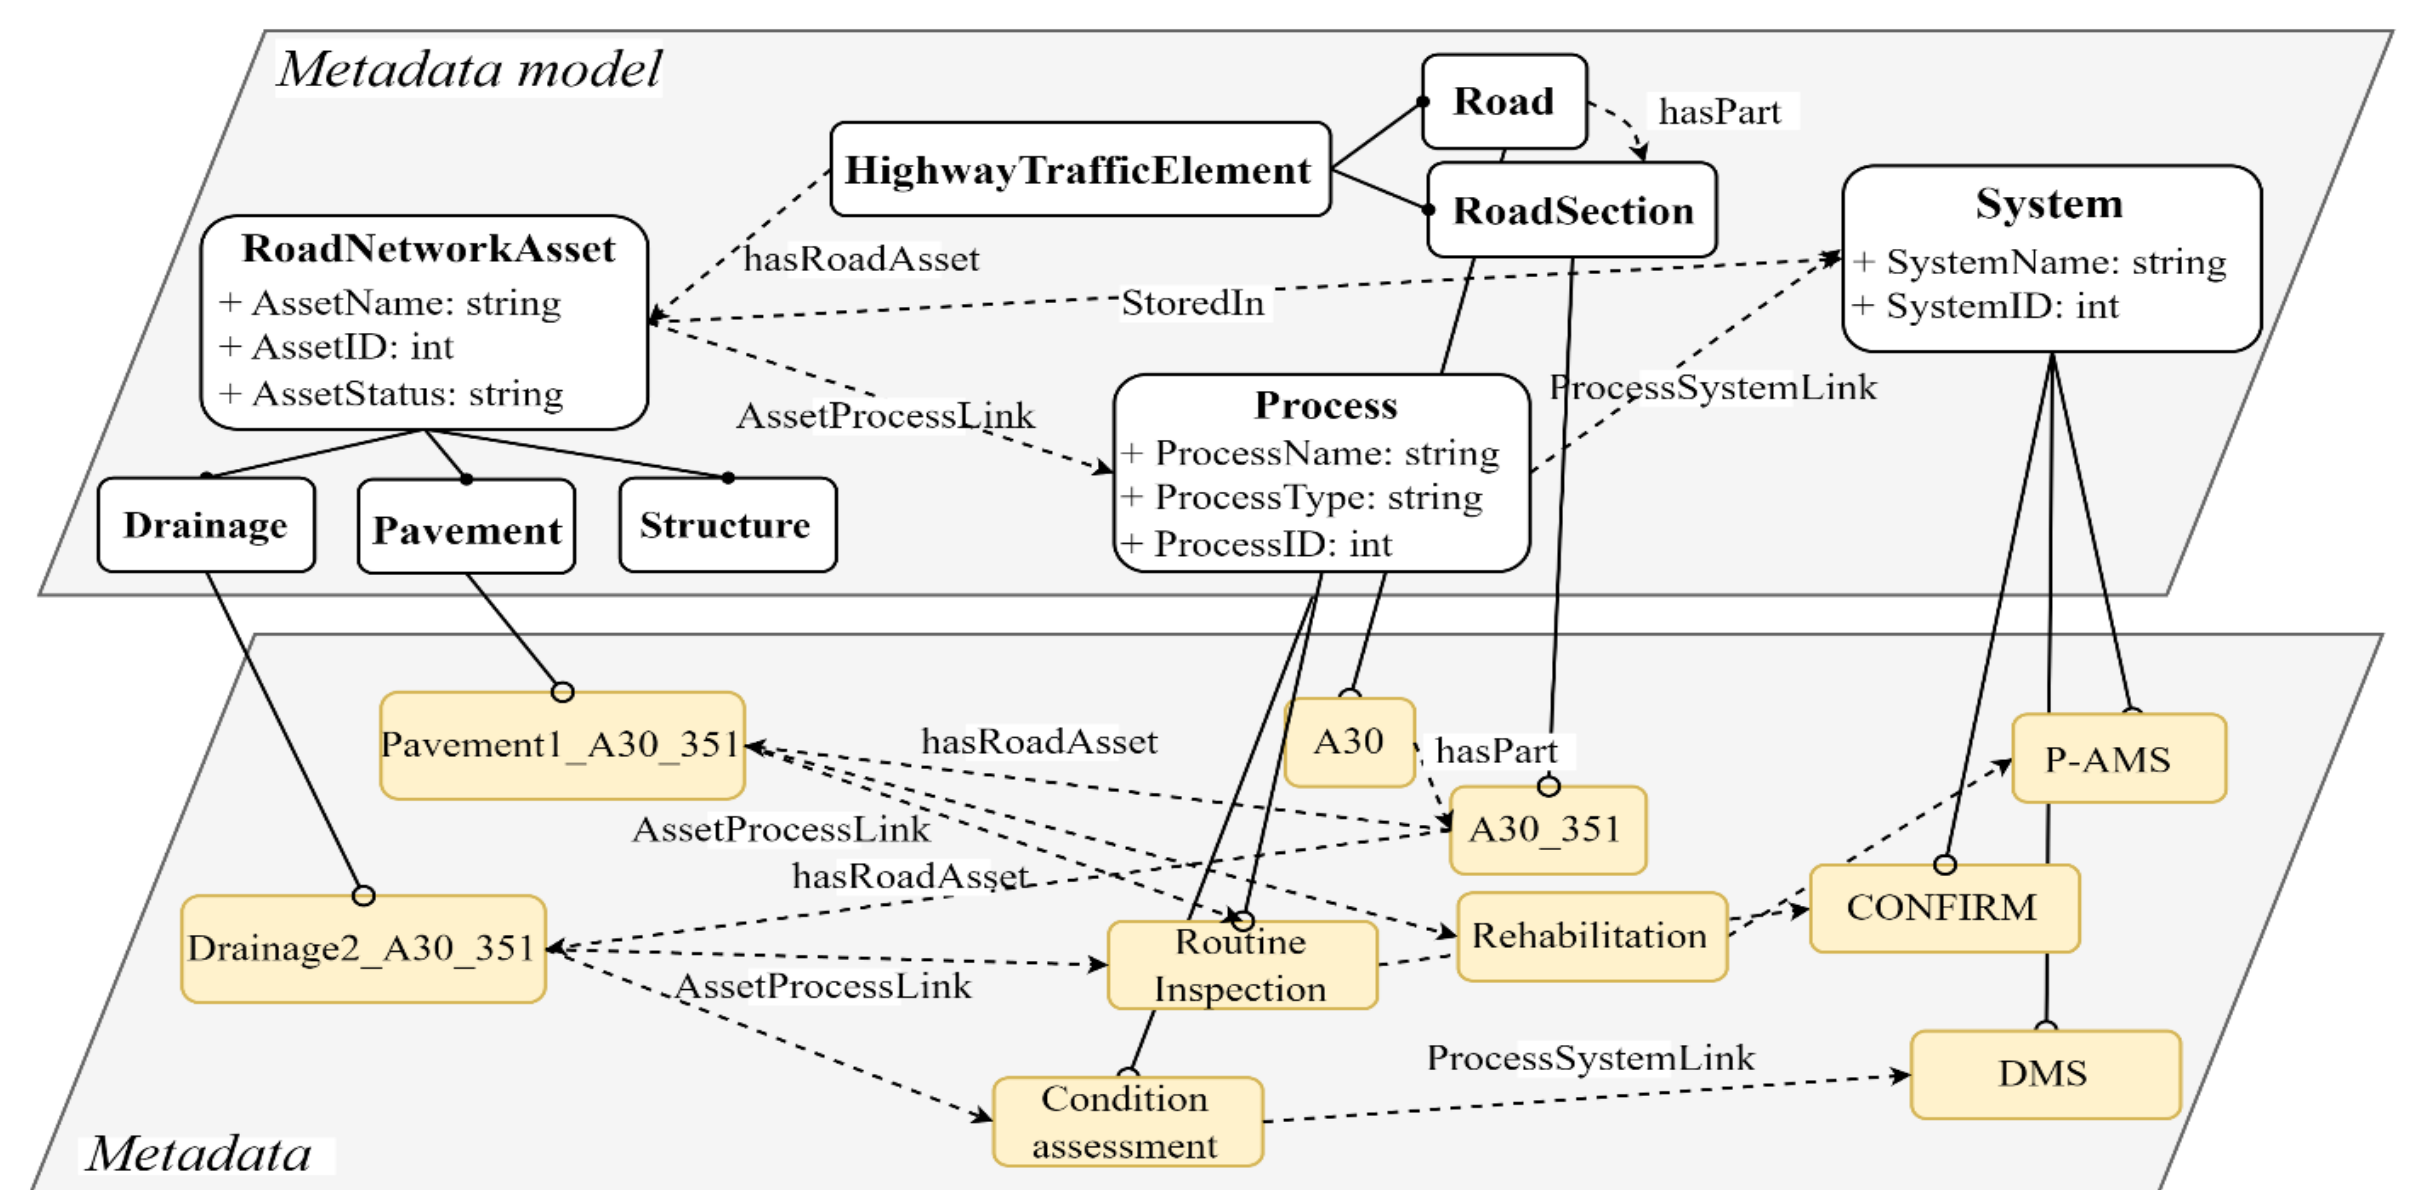 Metadata model
Road
hasPart
HighwayTrafficElement
RoadSection
System
+ SystemName: string
+ SystemID: int
RoadNetworkAsset
+ AssetName: string
+ AssetID: int
+ AssetStatus: string
hasRoadAsset
StoredIn
AssetProcessLink
ProcessSystemLink
Process
+ ProcessName: string
+ ProcessType: string
+ ProcessID: int
Drainage
Pavement
Structure
Pavement1_A30_351
hasRoadAsset
A30
hasPart
P-AMS
AssetProcessLink
A30_351
hasRoadAsset
CONFIRM
Drainage2_A30_351
Routine
Inspection
Rehabilitation
AssetProcessLink
ProcessSystemLink
DMS
Condition
assessment
Metadata